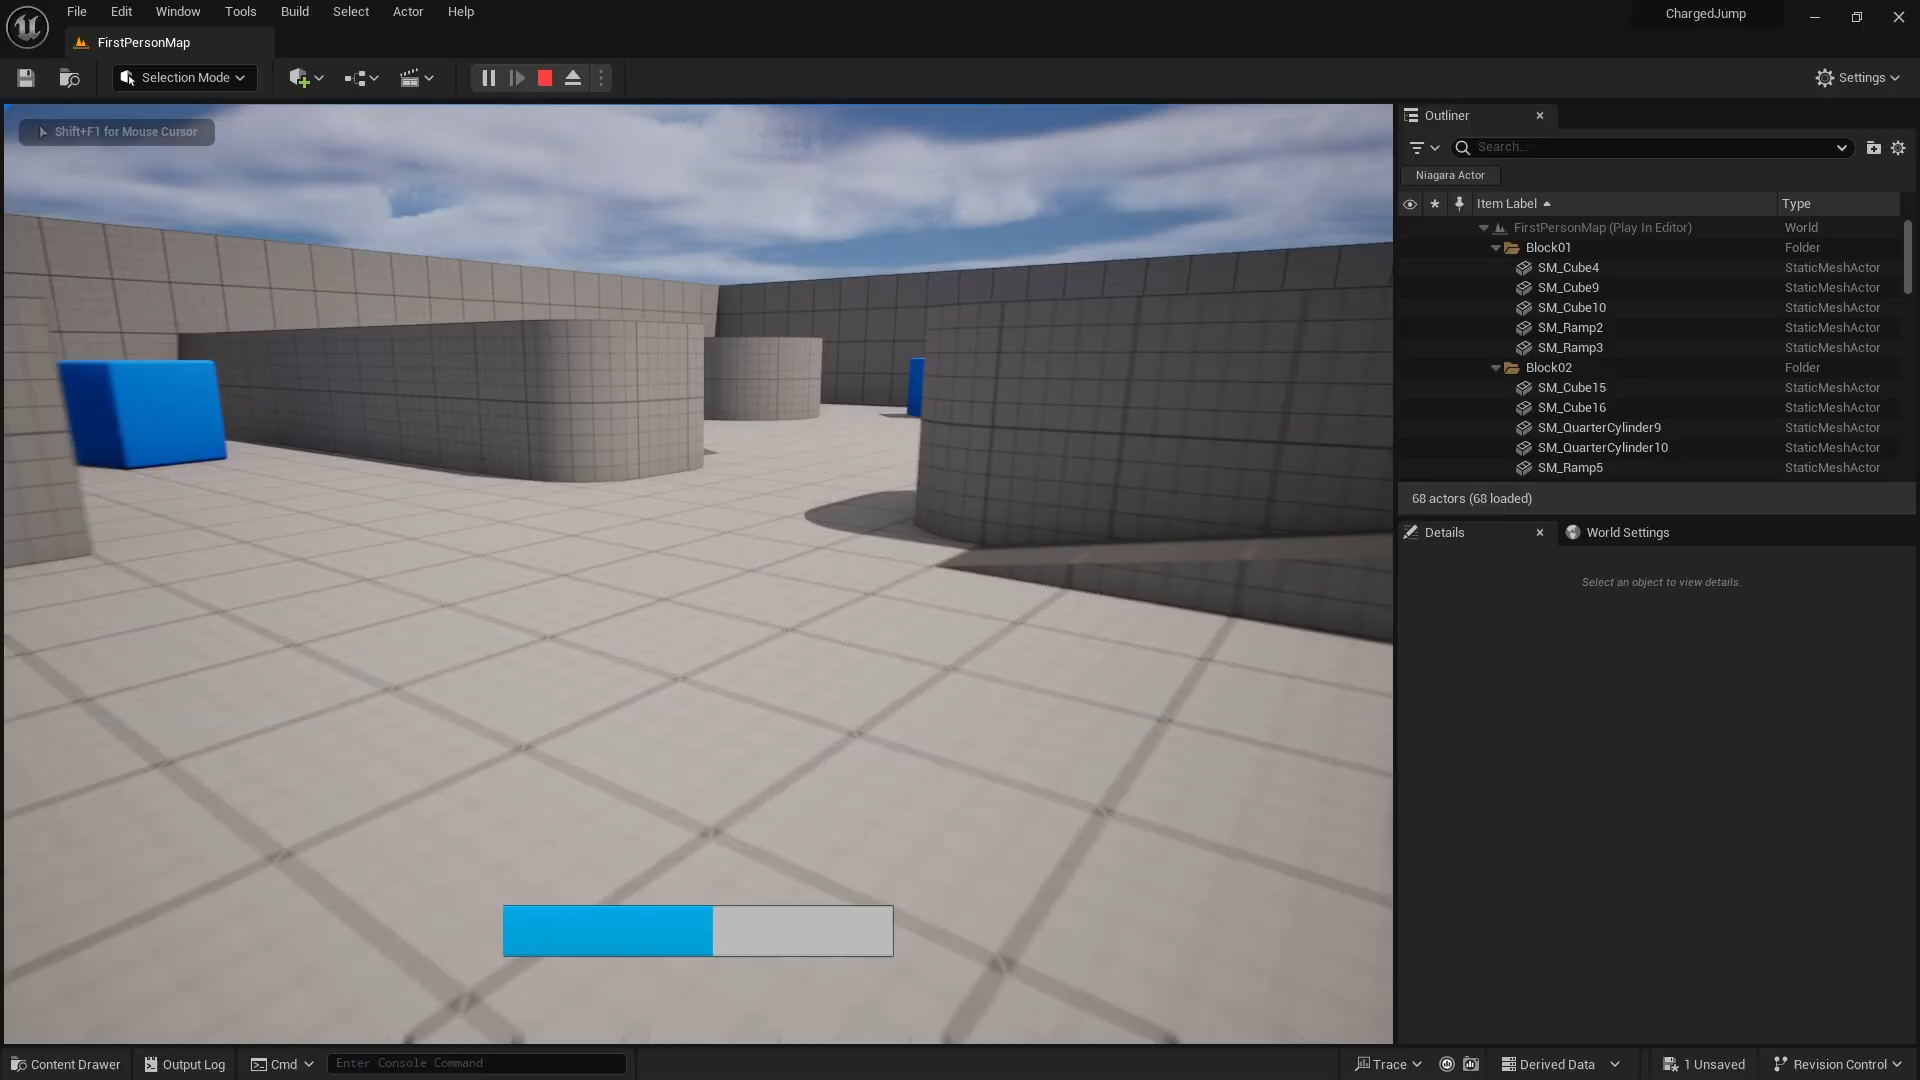 File Edit Window Tools Build Select Actor Help
ChargedJump
FirstPersonMap
Selection Mode
Settings
Shift+F1 for Mouse Cursor
Outliner
Search...
Niagara Actor
Item Label Type
FirstPersonMap (Play In Editor) World
Block01 Folder
SM_Cube4 StaticMeshActor
SM_Cube9 StaticMeshActor
SM_Cube10 StaticMeshActor
SM_Ramp2 StaticMeshActor
SM_Ramp3 StaticMeshActor
Block02 Folder
SM_Cube15 StaticMeshActor
SM_Cube16 StaticMeshActor
SM_QuarterCylinder9 StaticMeshActor
SM_QuarterCylinder10 StaticMeshActor
SM_Ramp5 StaticMeshActor
68 actors (68 loaded)
Details World Settings
Select an object to view details.
Content Drawer Output Log Cmd Enter Console Command Trace Derived Data 1 Unsaved Revision Control